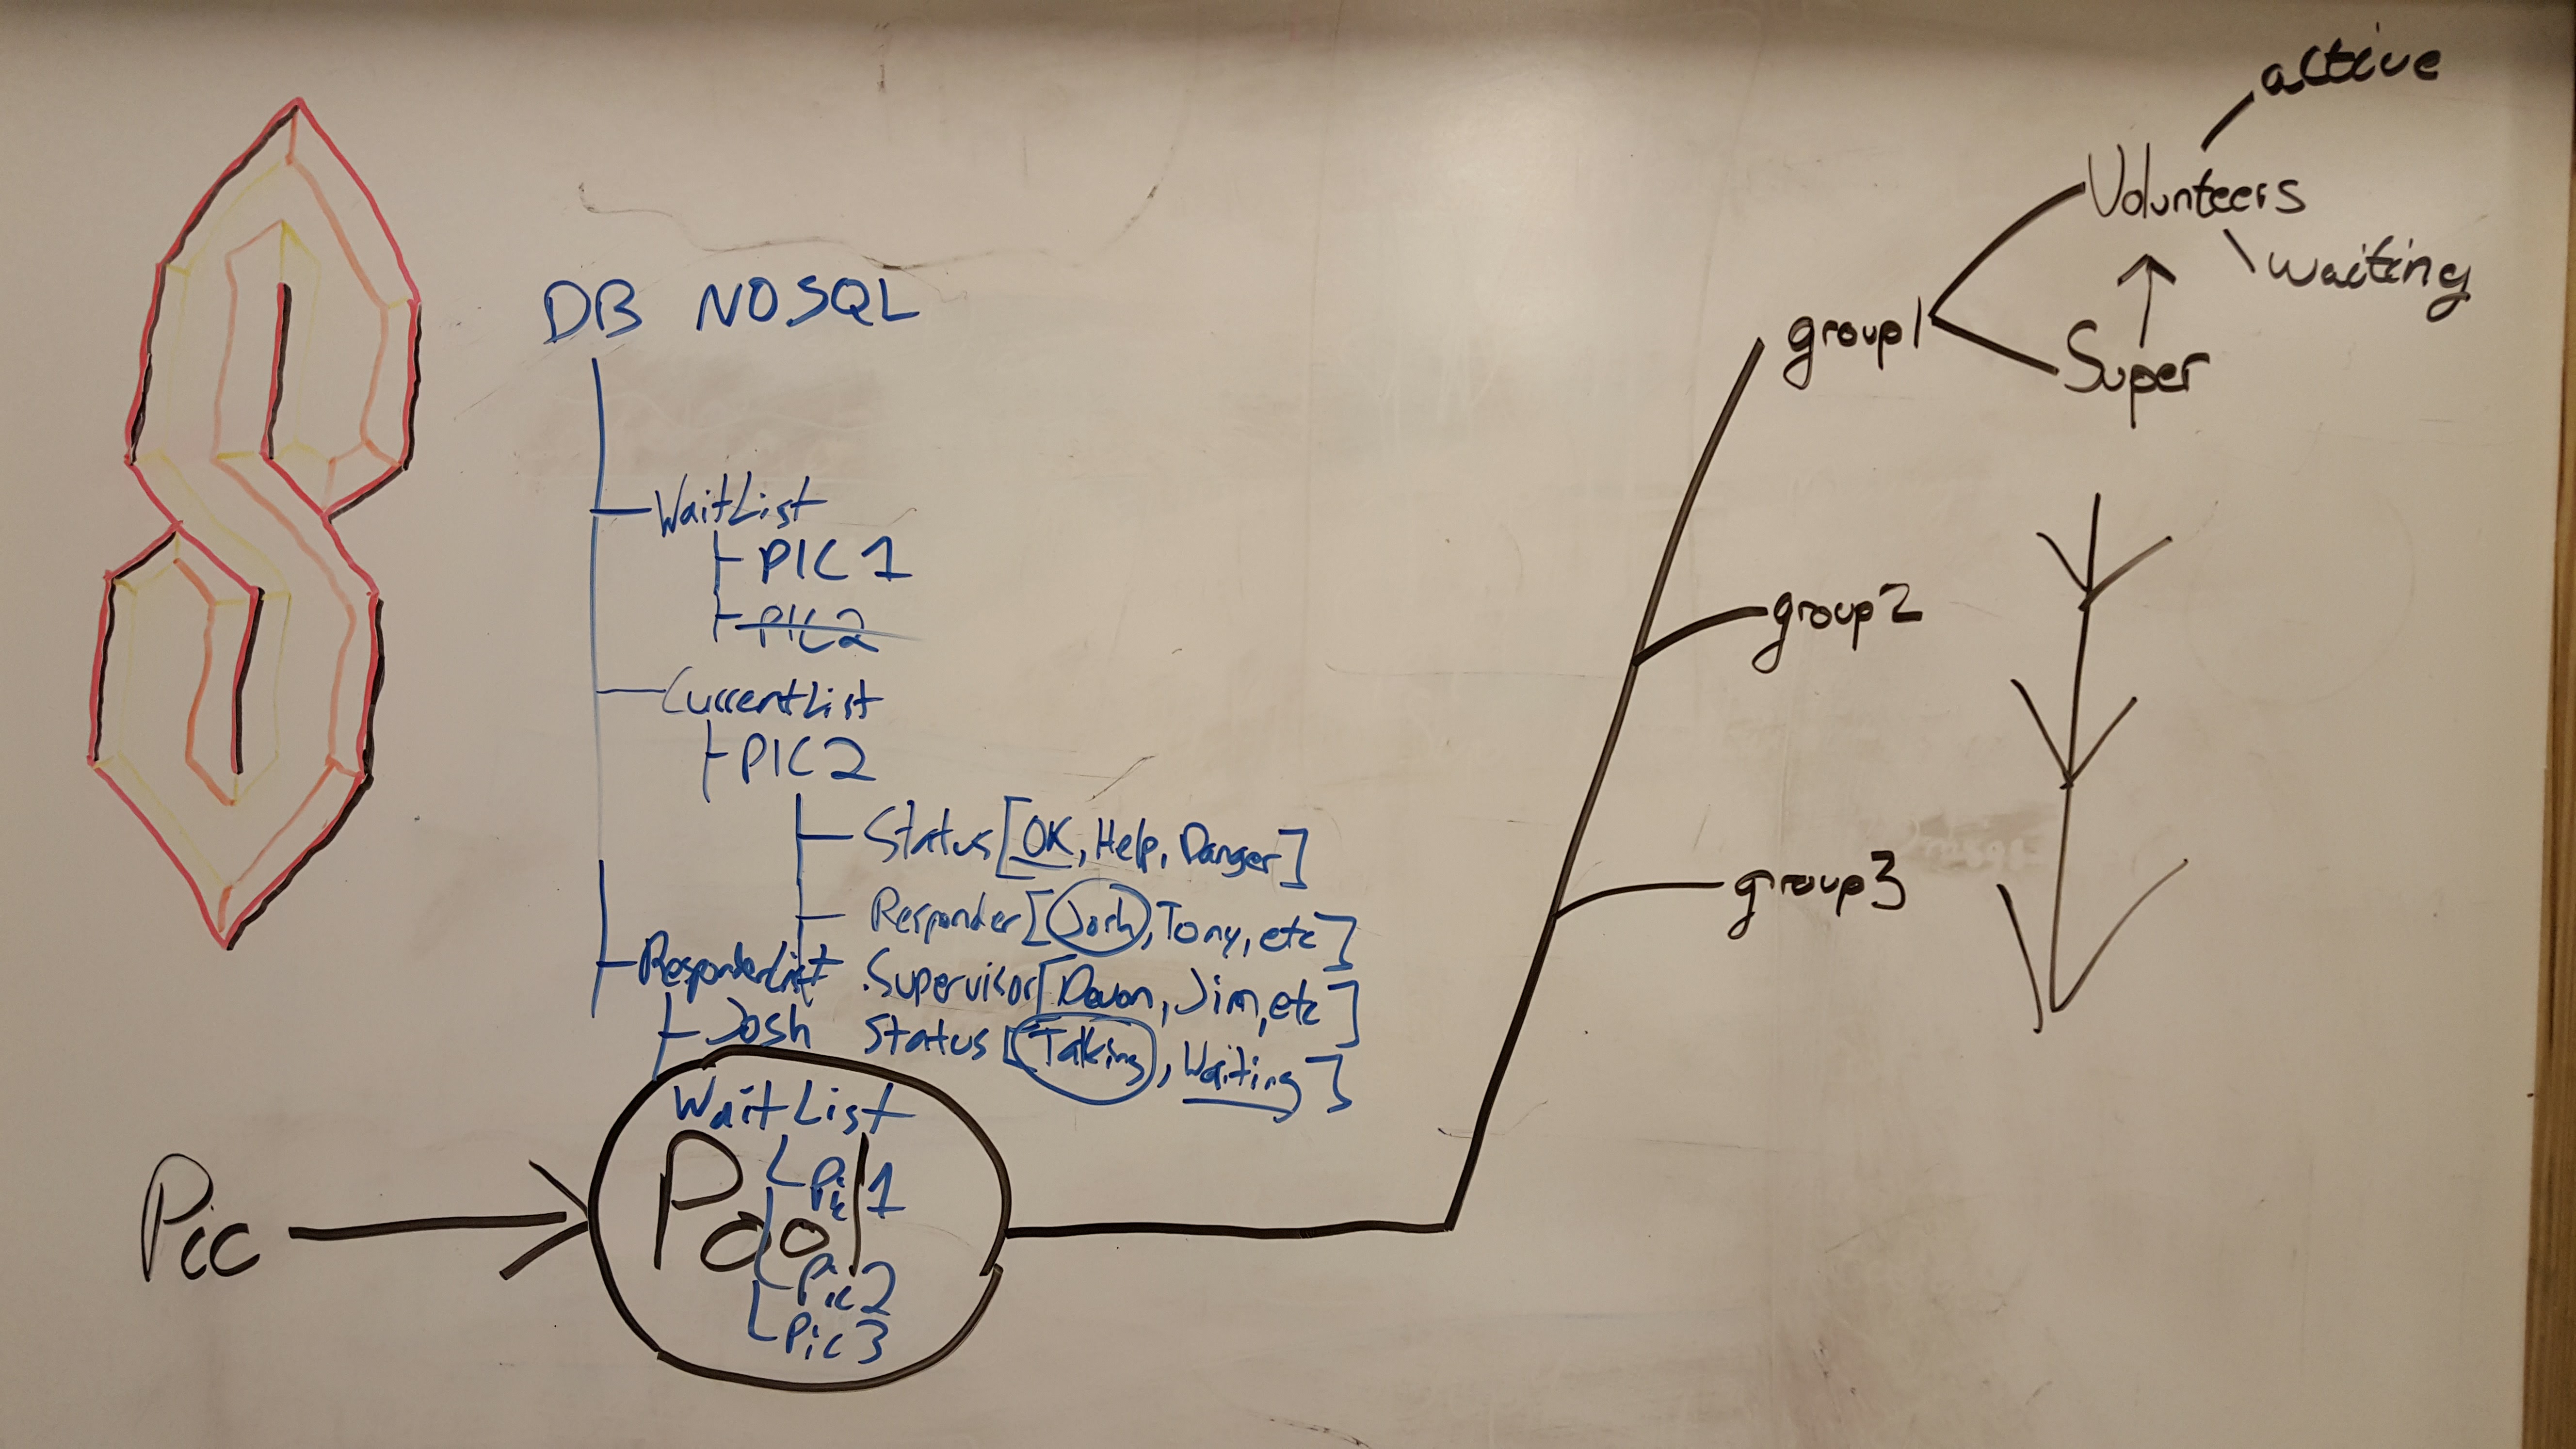 DB NOSQL
WaitList
PIC 1
PIC 2
CurrentList
PIC 2
Status [OK, Help, Danger]
Responder [Josh, Tony, etc]
ResponderList
Supervisor [Devon, Jim, etc]
Josh
Status [Talking, Waiting]
WaitList
Pic 1
Pic 2
Pic 3
Pic
Pool
group1
Volunteers
active
waiting
Super
group2
group3